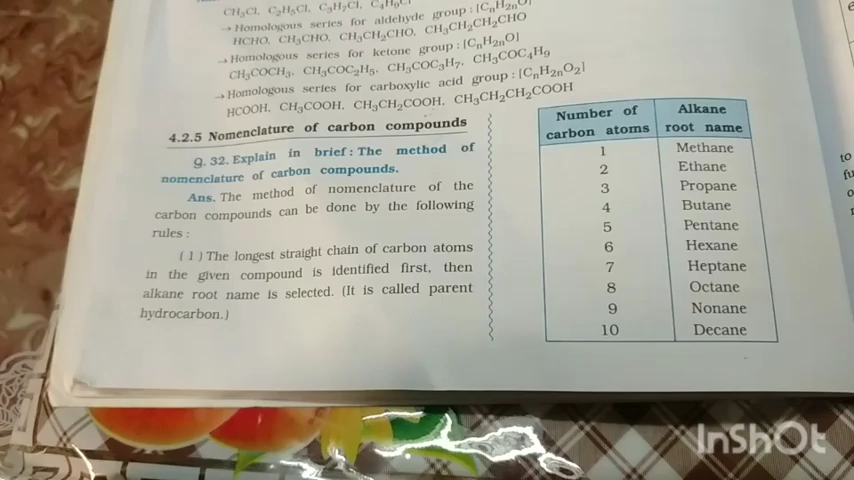 CH3Cl, C2H5Cl, C3H7Cl, C4H9Cl
→ Homologous series for aldehyde group : [CnH2nO]
HCHO, CH3CHO, CH3CH2CHO, CH3CH2CH2CHO
→ Homologous series for ketone group : [CnH2nO]
CH3COCH3, CH3COC2H5, CH3COC3H7, CH3COC4H9
→ Homologous series for carboxylic acid group : [CnH2nO2]
HCOOH, CH3COOH, CH3CH2COOH, CH3CH2CH2COOH
4.2.5 Nomenclature of carbon compounds
Q. 32. Explain in brief : The method of
nomenclature of carbon compounds.
Ans. The method of nomenclature of the
carbon compounds can be done by the following
rules :
( 1 ) The longest straight chain of carbon atoms
in the given compound is identified first, then
alkane root name is selected. (It is called parent
hydrocarbon.)
Number of carbon atoms Alkane root name
1 Methane
2 Ethane
3 Propane
4 Butane
5 Pentane
6 Hexane
7 Heptane
8 Octane
9 Nonane
10 Decane
to
fu
InShOt